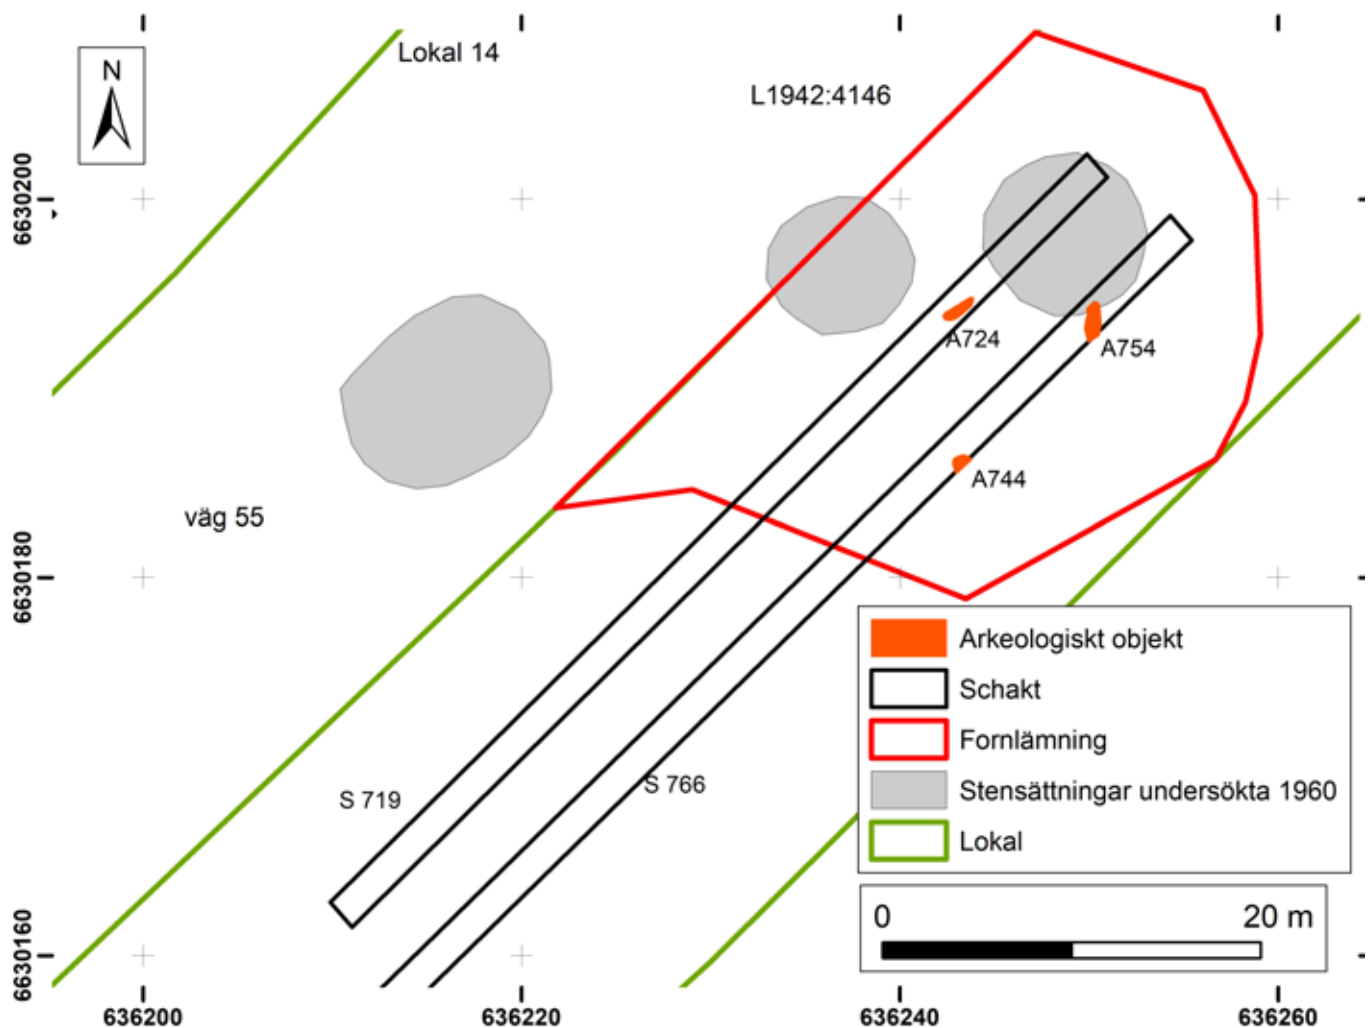 Lokal 14
N
L1942:4146
6630200
A724
A754
A744
väg 55
6630180
S 719
S 766
Arkeologiskt objekt
Schakt
Fornlämning
Stensättningar undersökta 1960
Lokal
0 20 m
6630160
636200 636220 636240 636260